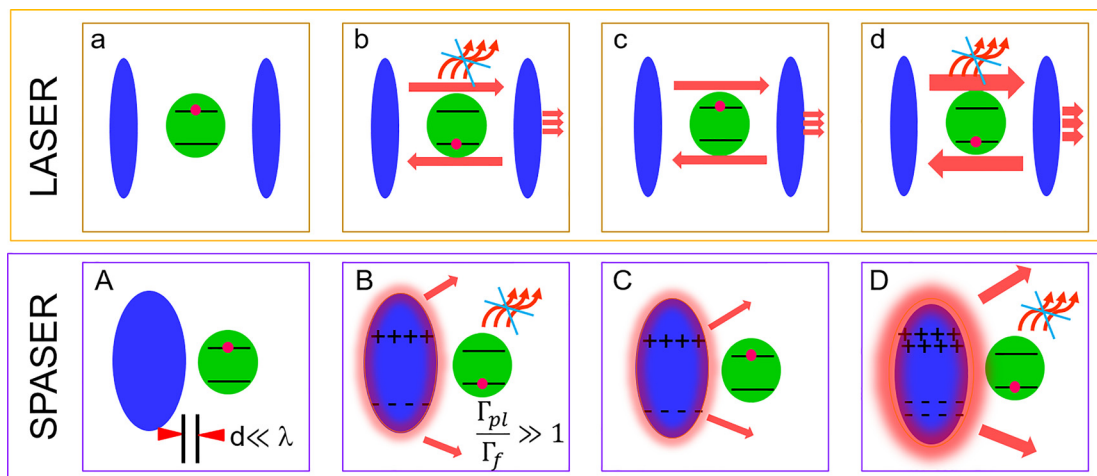 LASER
a
b
c
d
SPASER
A
d≪ λ
B
++++
- - - -
Γpl/Γf ≫ 1
C
++++
- - - -
D
++++
++++
- - - -
- - - -